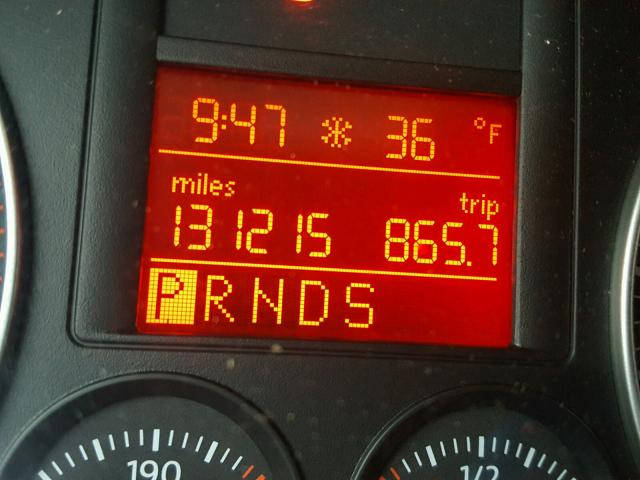 9:47 36 °F
miles trip
131215 865.7
P R N D S
190 1/2